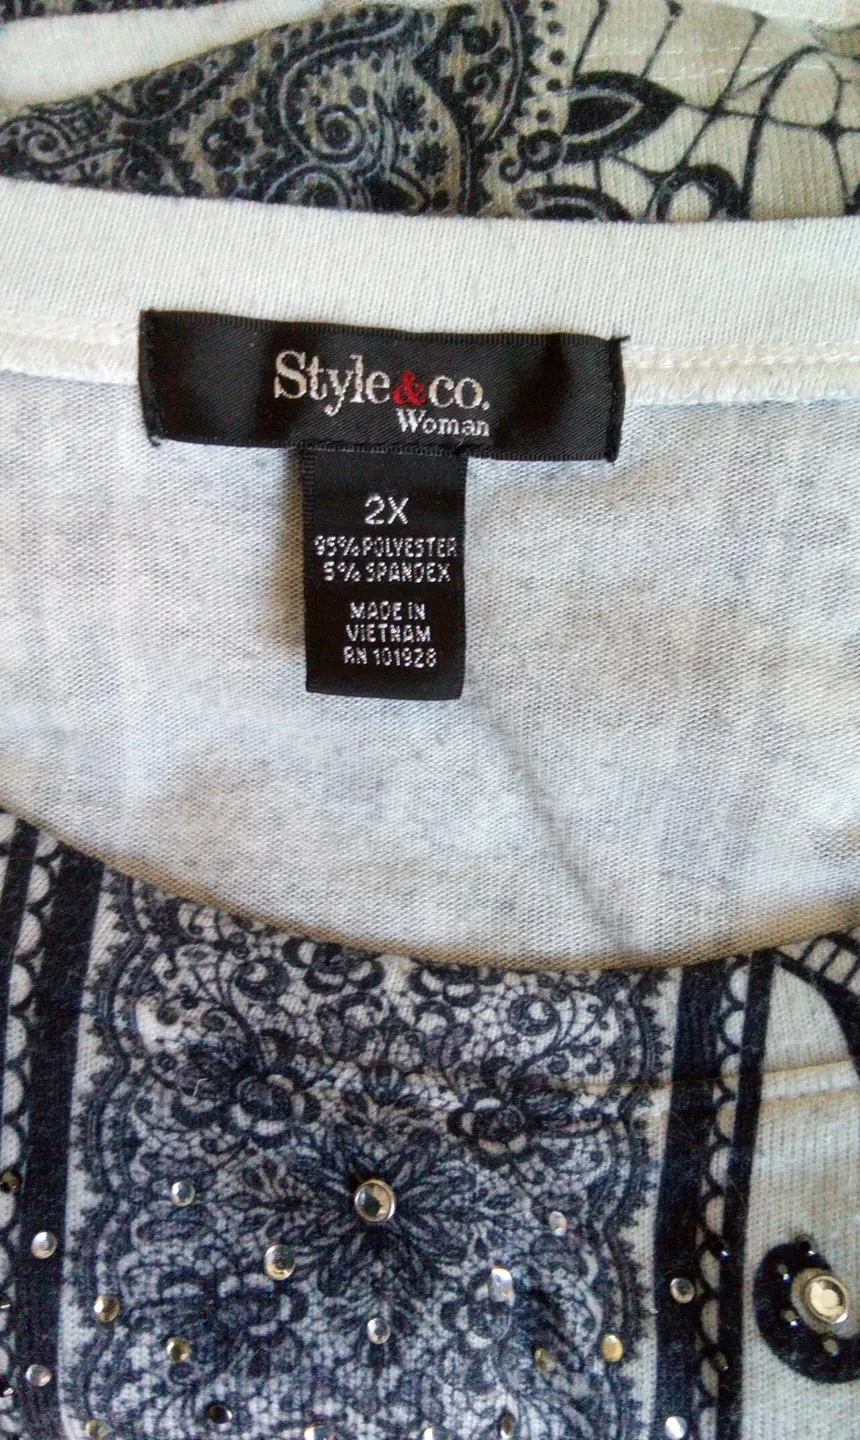 Style&co.
Woman
2X
95% POLYESTER
5% SPANDEX
MADE IN
VIETNAM
RN 101928